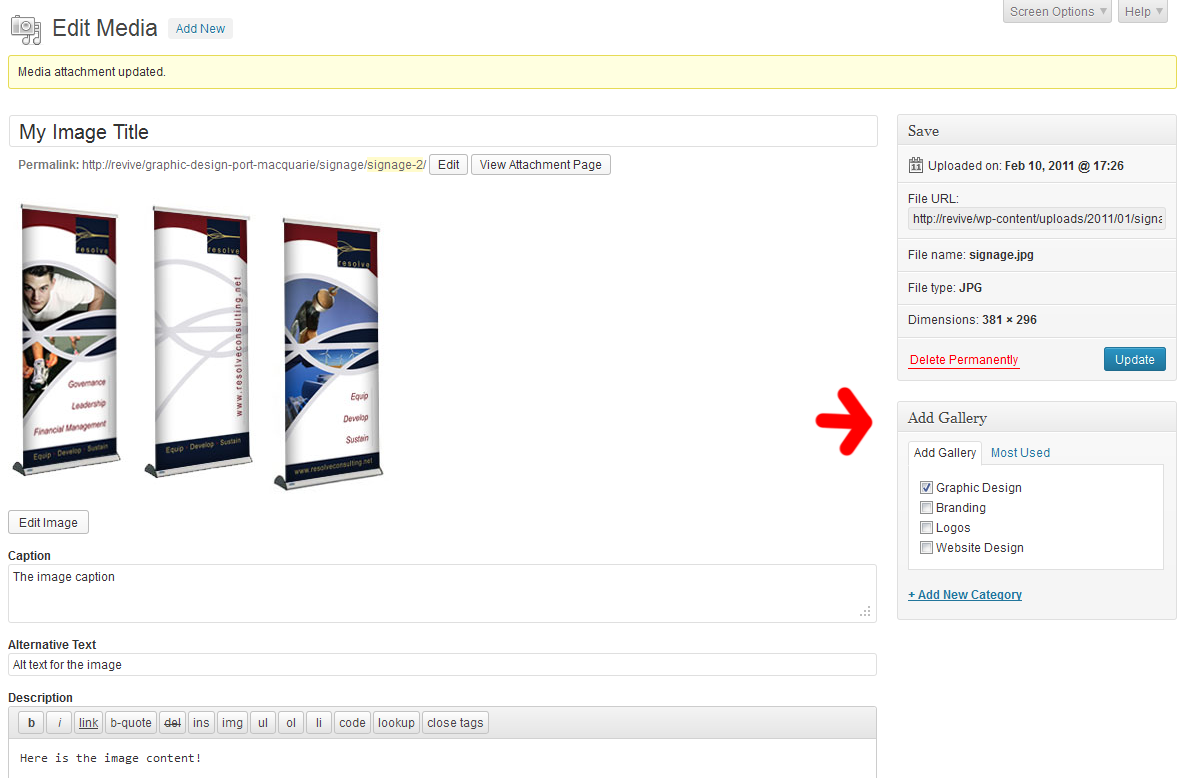 Screen Options Help
Edit Media Add New
Media attachment updated.
My Image Title
Permalink: http://revive/graphic-design-port-macquarie/signage/signage-2/ Edit View Attachment Page
resolve
Governance
Leadership
Financial Management
Equip · Develop · Sustain
resolve
www.resolveconsulting.net
Equip · Develop · Sustain
resolve
Equip
Develop
Sustain
www.resolveconsulting.net
Edit Image
Caption
The image caption
Alternative Text
Alt text for the image
Description
b i link b-quote del ins img ul ol li code lookup close tags
Here is the image content!
Save
11 Uploaded on: Feb 10, 2011 @ 17:26
File URL:
http://revive/wp-content/uploads/2011/01/signa
File name: signage.jpg
File type: JPG
Dimensions: 381 × 296
Delete Permanently Update
Add Gallery
Add Gallery Most Used
Graphic Design
Branding
Logos
Website Design
+ Add New Category